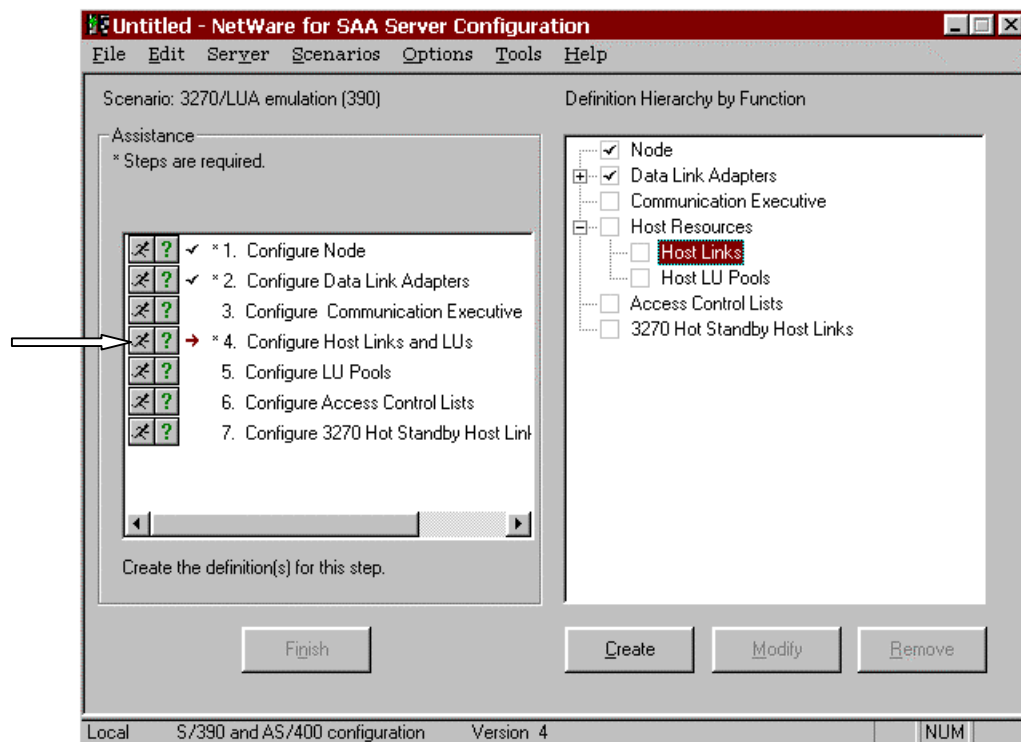 Untitled - NetWare for SAA Server Configuration
File Edit Server Scenarios Options Tools Help
Scenario: 3270/LUA emulation (390)
Assistance
* Steps are required.
? * 1. Configure Node
? * 2. Configure Data Link Adapters
? 3. Configure Communication Executive
? * 4. Configure Host Links and LUs
? 5. Configure LU Pools
? 6. Configure Access Control Lists
? 7. Configure 3270 Hot Standby Host Link
Create the definition(s) for this step.
Finish
Definition Hierarchy by Function
Node
Data Link Adapters
Communication Executive
Host Resources
Host Links
Host LU Pools
Access Control Lists
3270 Hot Standby Host Links
Create Modify Remove
Local S/390 and AS/400 configuration Version 4 NUM